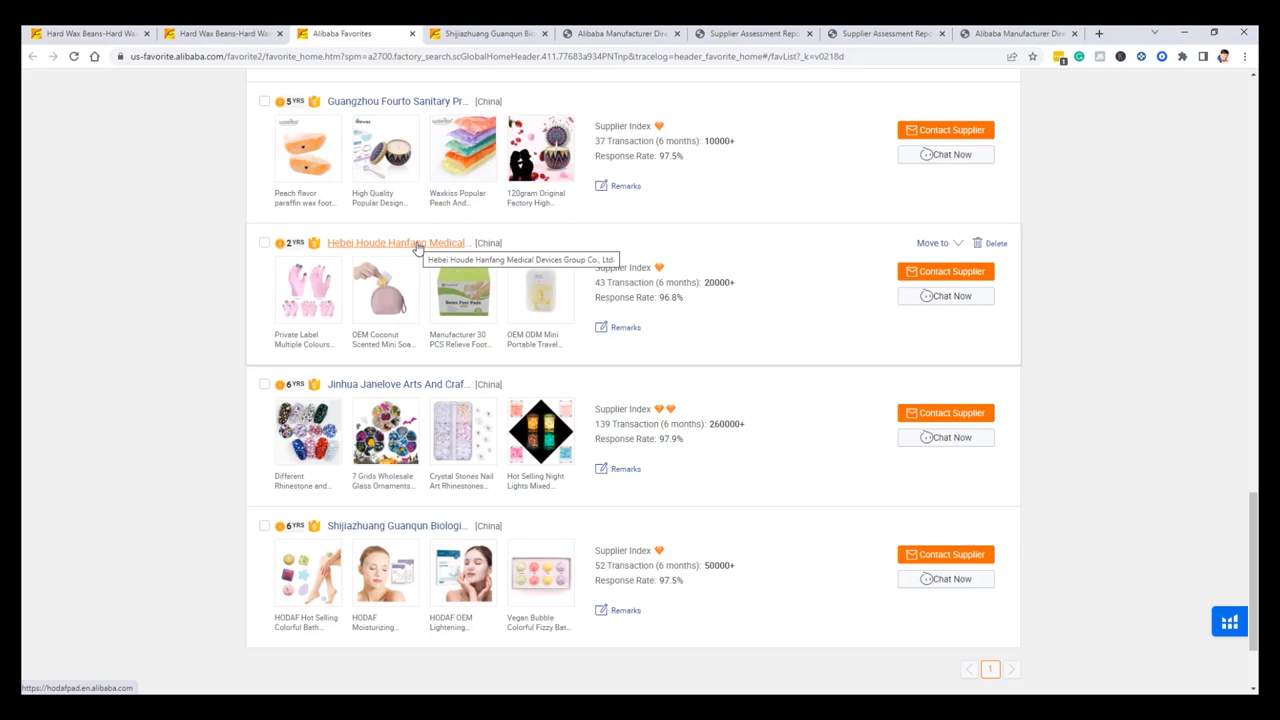 Hard Wax Beans-Hard Wa
Hard Wax Beans-Hard Wa
Alibaba Favorites
Shijiazhuang Guanqun Bio
Alibaba Manufacturer Dire
Supplier Assessment Repo
Supplier Assessment Repo
Alibaba Manufacturer Dire
us-favorite.alibaba.com/favorite2/favorite_home.htm?spm=a2700.factory_search.scGlobalHomeHeader.411.77683a934PNTnp&tracelog=header_favorite_home#/favList?_k=v0218d
5 YRS Guangzhou Fourto Sanitary Pr... [China]
Supplier Index
37 Transaction (6 months): 10000+
Response Rate: 97.5%
Remarks
Contact Supplier
Chat Now
Peach flavor
paraffin wax foot...
High Quality
Popular Design...
Waxkiss Popular
Peach And...
120gram Original
Factory High...
2 YRS Hebei Houde Hanfang Medical... [China]
Hebei Houde Hanfang Medical Devices Group Co., Ltd.
Move to
Delete
Supplier Index
43 Transaction (6 months): 20000+
Response Rate: 96.8%
Remarks
Contact Supplier
Chat Now
Private Label
Multiple Colours...
OEM Coconut
Scented Mini Soa...
Manufacturer 30
PCS Relieve Foot...
OEM ODM Mini
Portable Travel...
6 YRS Jinhua Janelove Arts And Craf... [China]
Supplier Index
139 Transaction (6 months): 260000+
Response Rate: 97.9%
Remarks
Contact Supplier
Chat Now
Different
Rhinestone and...
7 Grids Wholesale
Glass Ornaments...
Crystal Stones Nail
Art Rhinestones...
Hot Selling Night
Lights Mixed...
6 YRS Shijiazhuang Guanqun Biologi... [China]
Supplier Index
52 Transaction (6 months): 50000+
Response Rate: 97.5%
Remarks
Contact Supplier
Chat Now
HODAF Hot Selling
Colorful Bath...
HODAF
Moisturizing...
HODAF OEM
Lightening...
Vegan Bubble
Colorful Fizzy Bat...
1
https://hodafpad.en.alibaba.com